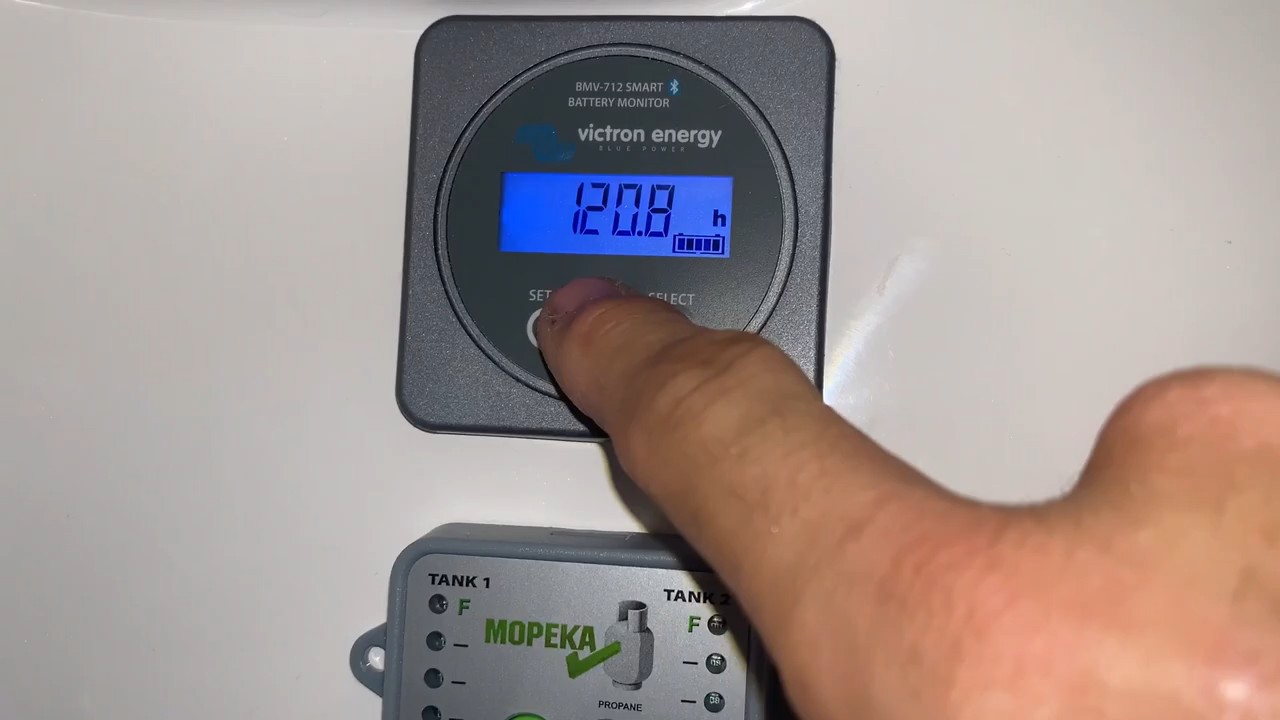 BMV-712 SMART
BATTERY MONITOR
victron energy
BLUE POWER
120.8 h
SET
SELECT
TANK 1
TANK 2
F
F
MOPEKA
PROPANE